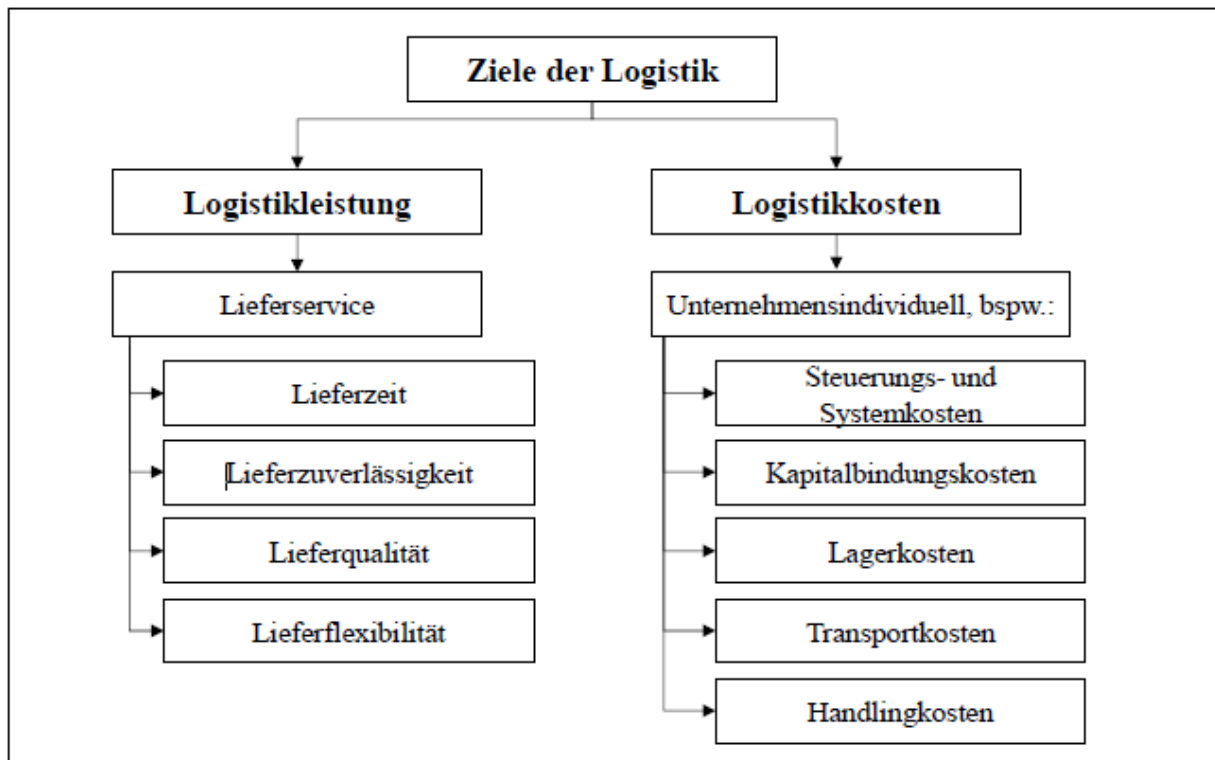 Ziele der Logistik
Logistikleistung
Logistikkosten
Lieferservice
Unternehmensindividuell, bspw.:
Lieferzeit
Steuerungs- und
Systemkosten
Lieferzuverlässigkeit
Kapitalbindungskosten
Lieferqualität
Lagerkosten
Lieferflexibilität
Transportkosten
Handlingkosten